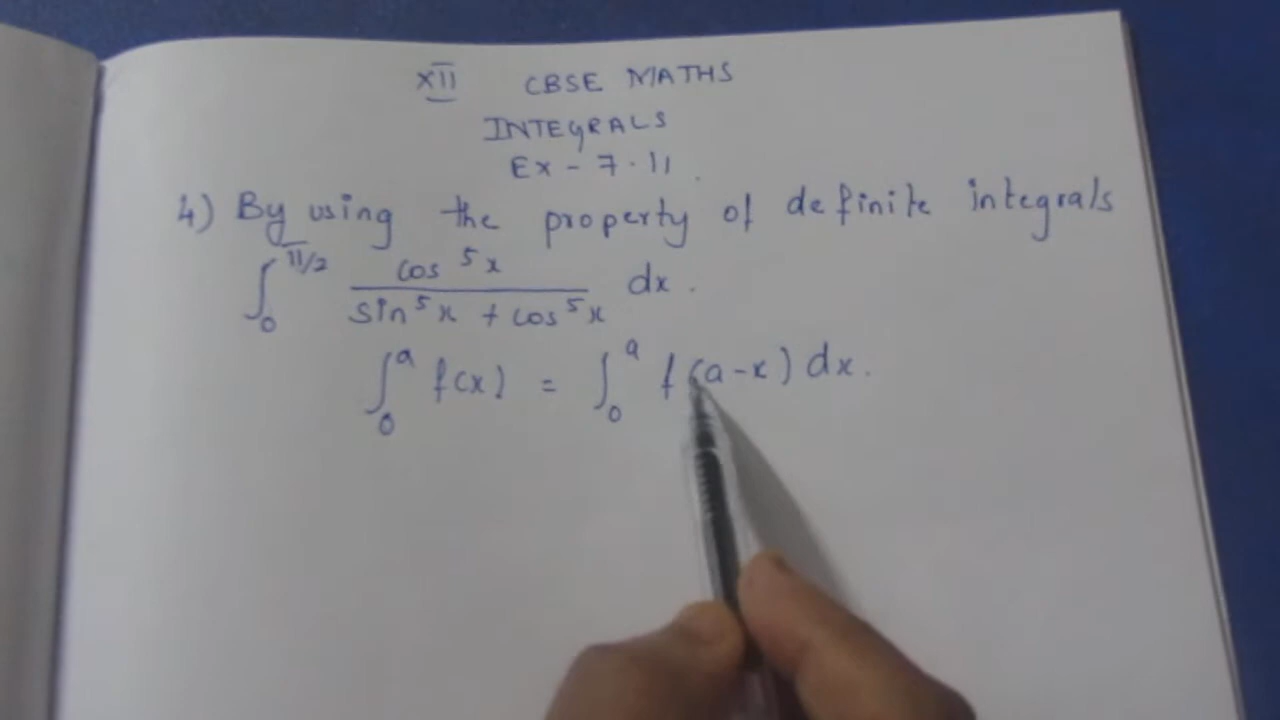 XII CBSE MATHS
INTEGRALS
Ex - 7.11.
4) By using the property of definite integrals
∫₀^(π/2) cos⁵x / (sin⁵x + cos⁵x) dx.
∫₀^a f(x) = ∫₀^a f(a-x) dx.